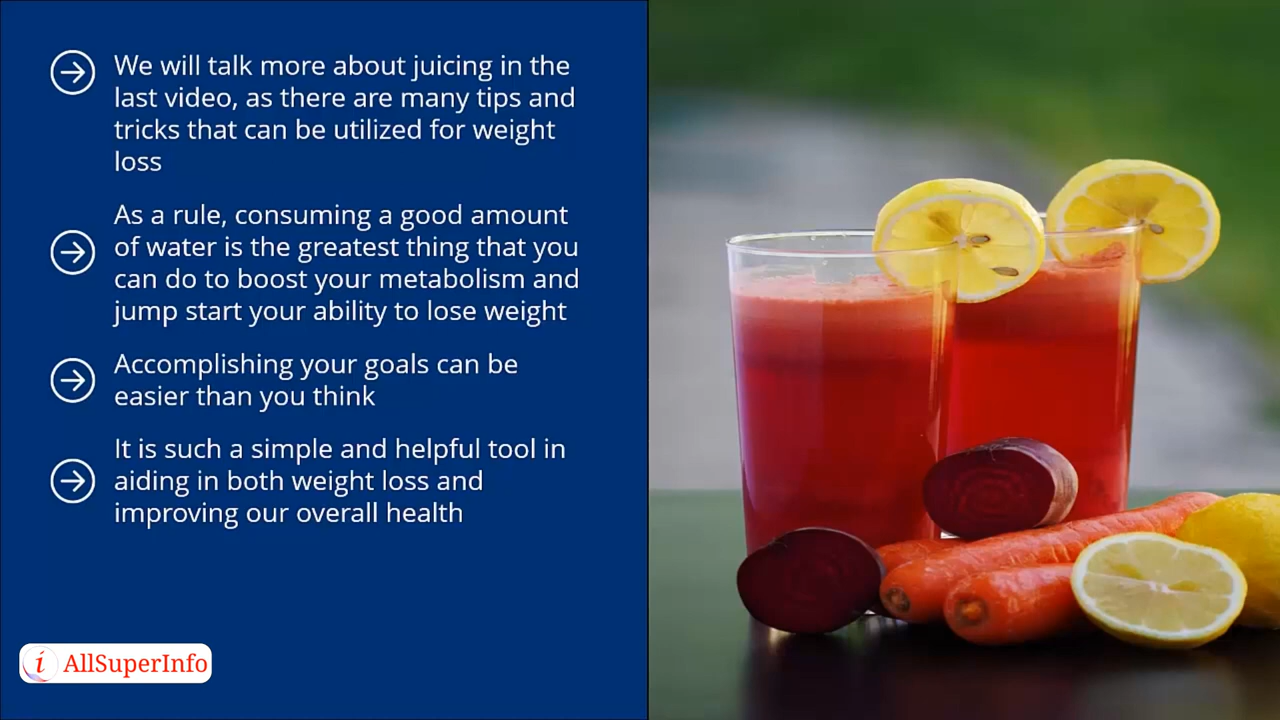 We will talk more about juicing in the
last video, as there are many tips and
tricks that can be utilized for weight
loss
As a rule, consuming a good amount
of water is the greatest thing that you
can do to boost your metabolism and
jump start your ability to lose weight
Accomplishing your goals can be
easier than you think
It is such a simple and helpful tool in
aiding in both weight loss and
improving our overall health
i AllSuperInfo